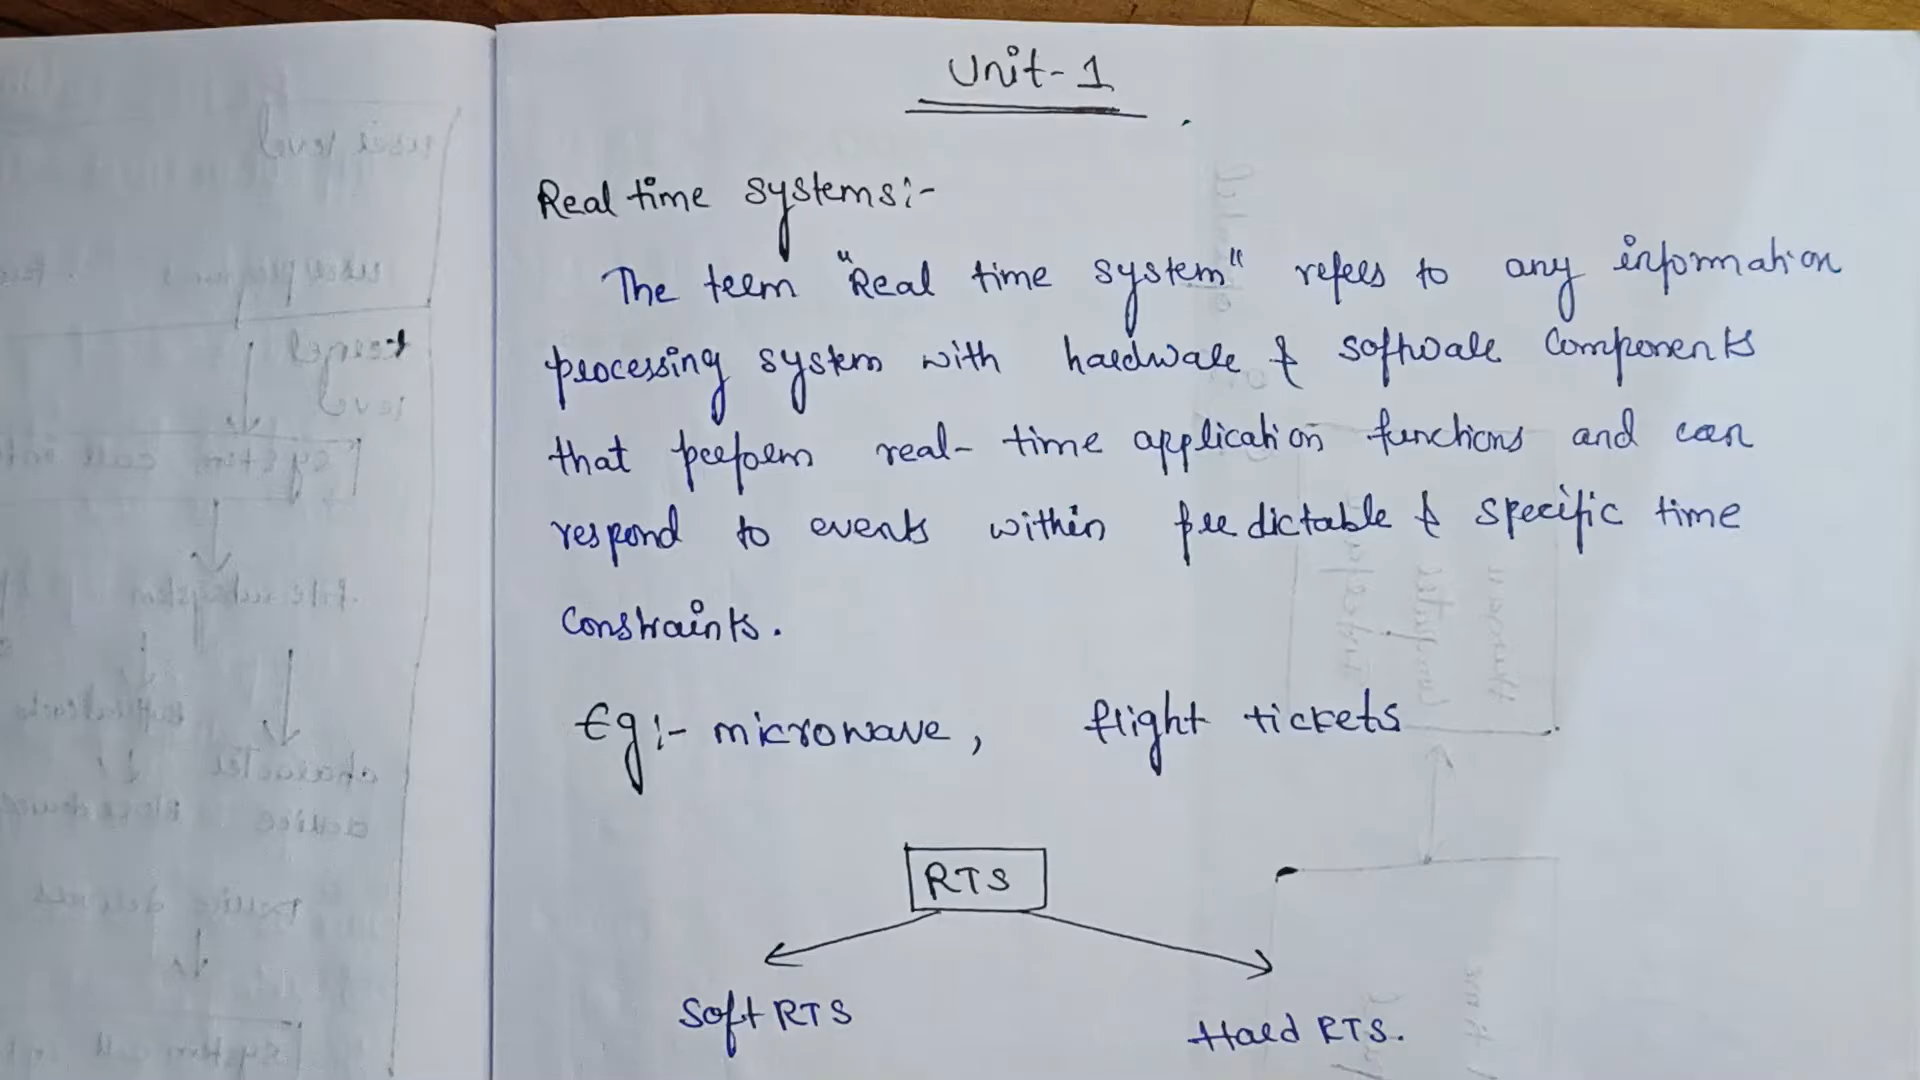 Unit-1
Real time systems:-
The term "Real time system" refers to any information
processing system with hardware & software components
that perform real-time application functions and can
respond to events within predictable & specific time
constraints.
Eg:- microwave, flight tickets
RTS
Soft RTS
Hard RTS.